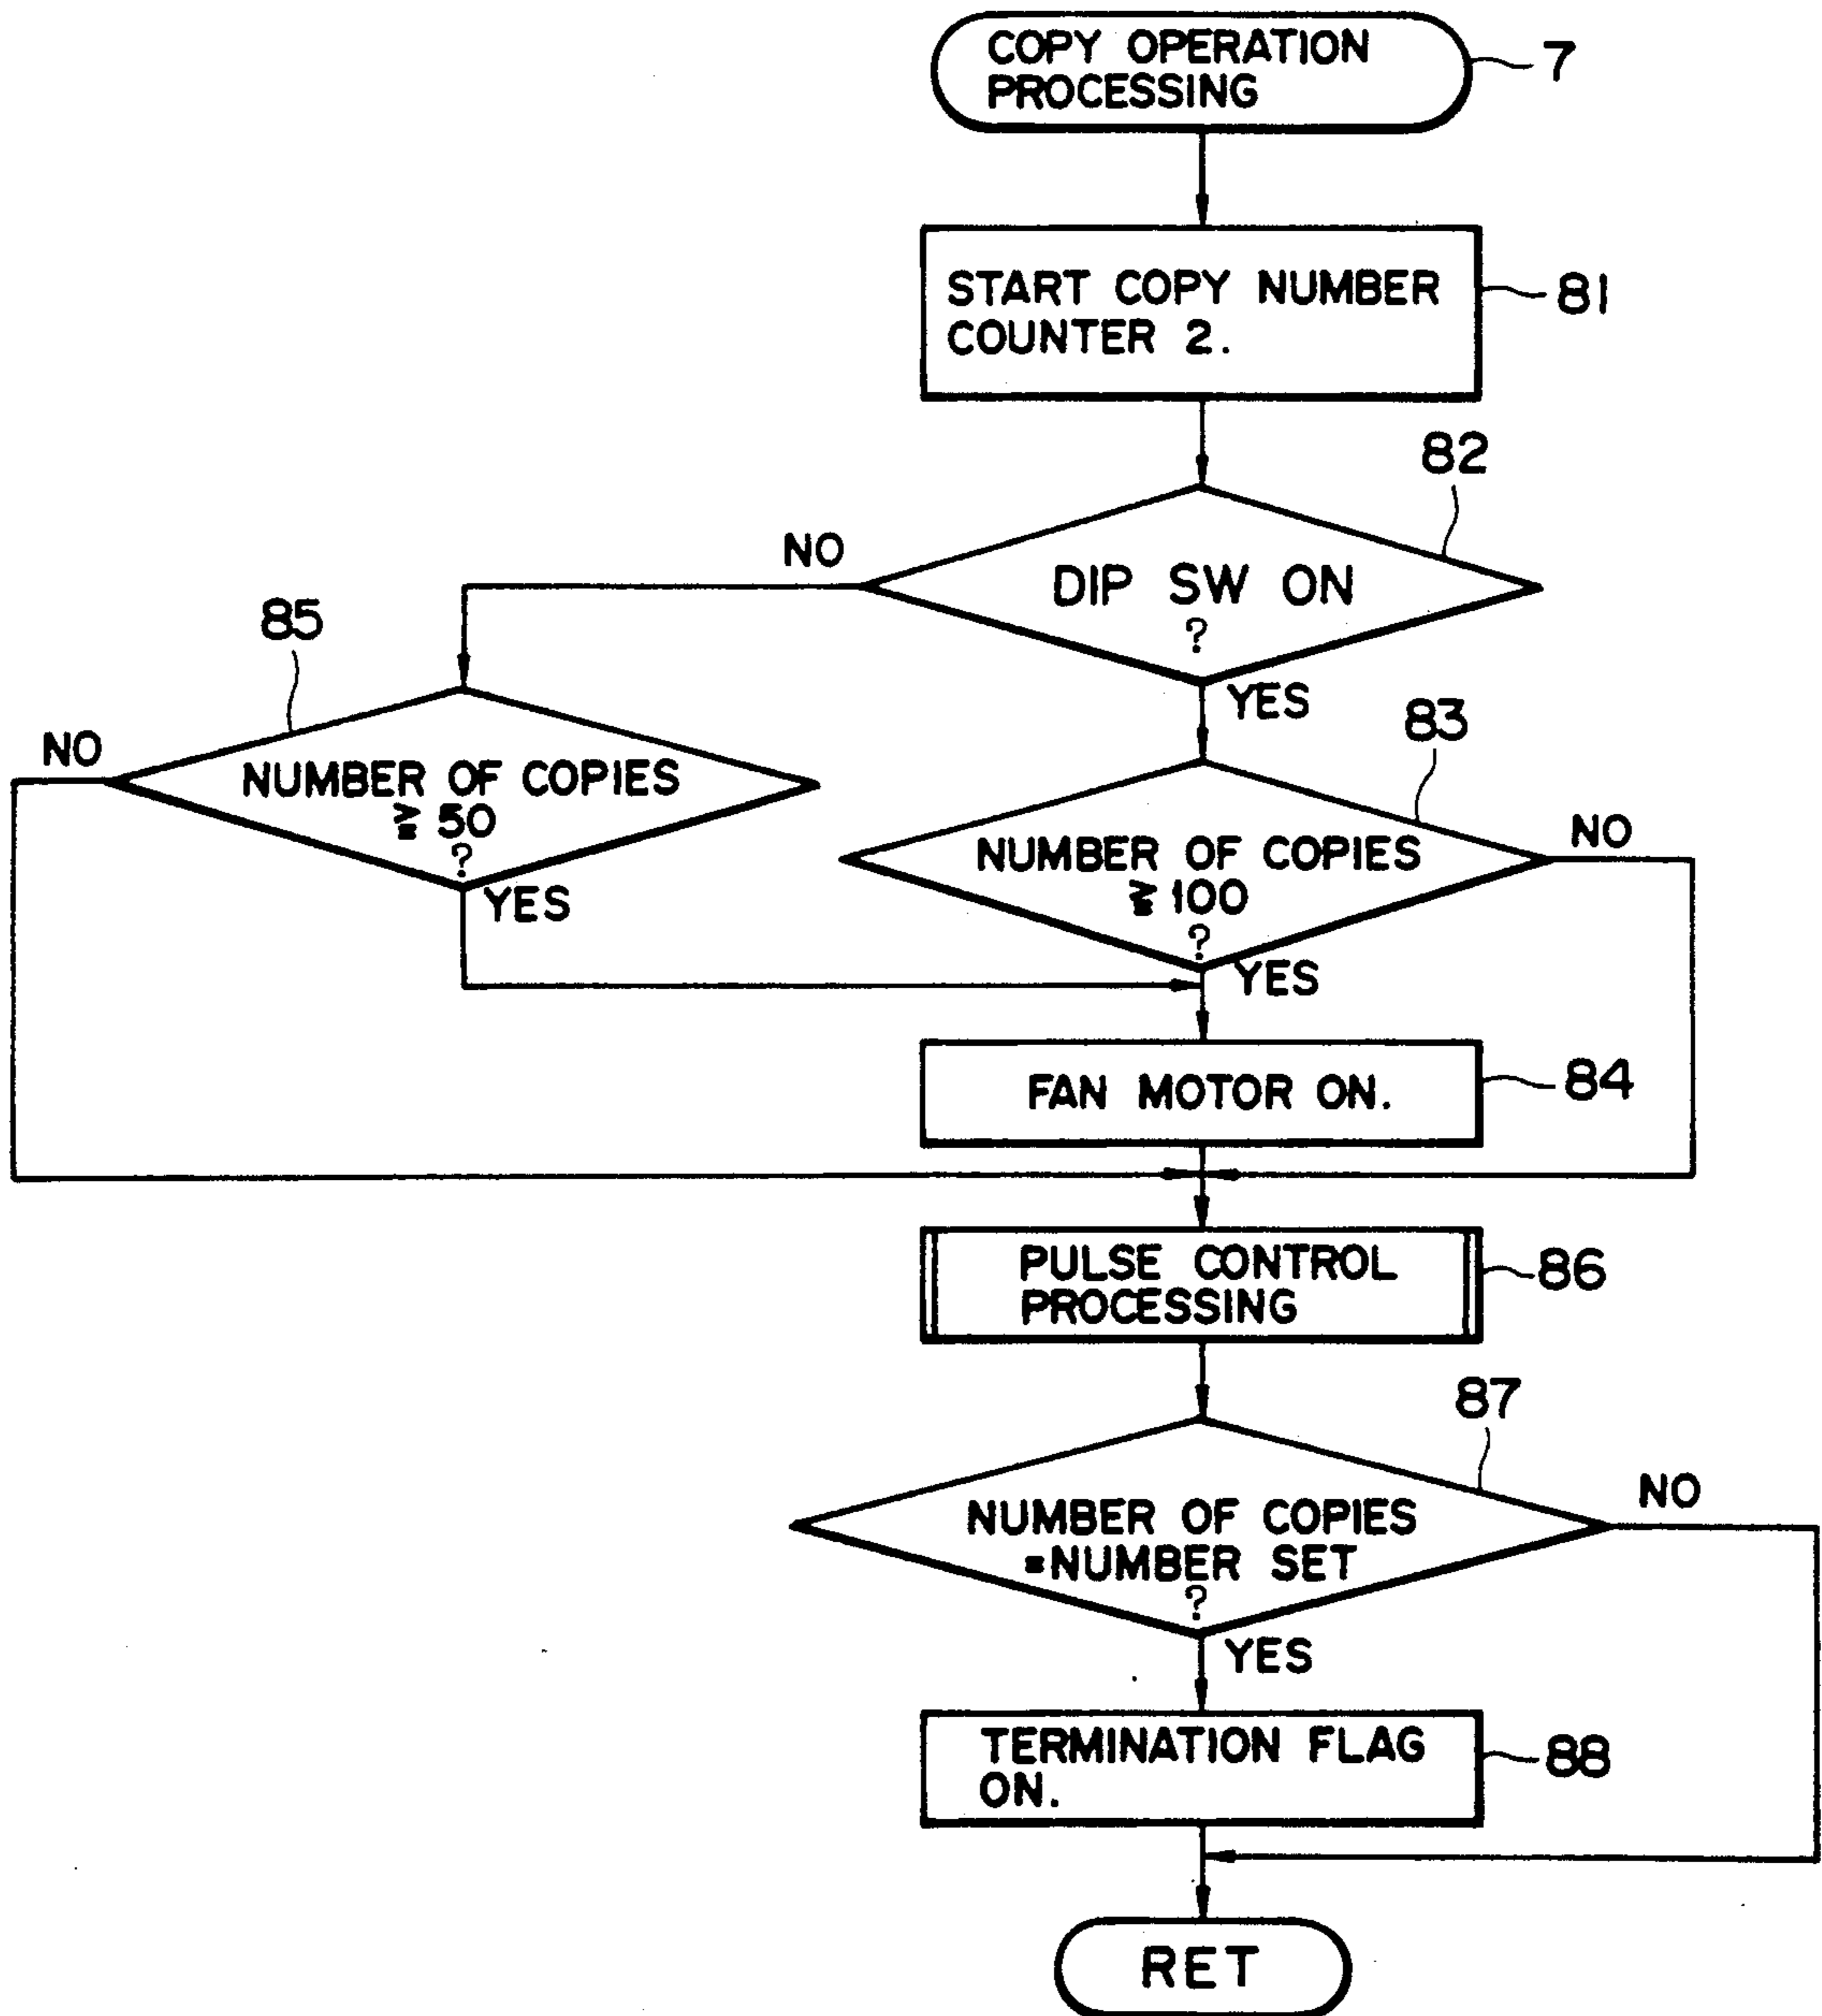 COPY OPERATION
PROCESSING
7
START COPY NUMBER
COUNTER 2.
81
82
NO
DIP SW ON
?
YES
85
NO
NUMBER OF COPIES
≧ 50
?
YES
83
NUMBER OF COPIES
≧ 100
?
NO
YES
FAN MOTOR ON.
84
PULSE CONTROL
PROCESSING
86
87
NUMBER OF COPIES
=NUMBER SET
?
NO
YES
TERMINATION FLAG
ON.
88
RET